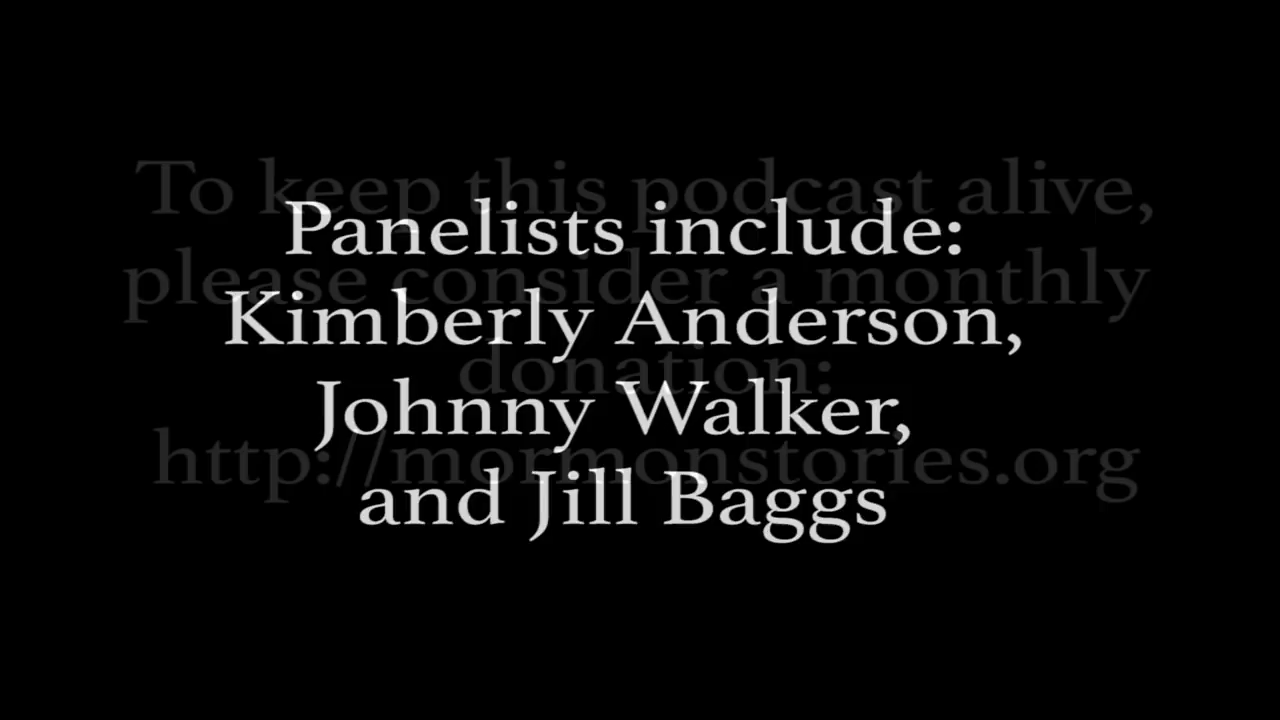 Panelists include:
Kimberly Anderson,
Johnny Walker,
and Jill Baggs
To keep this podcast alive,
please consider a monthly
donation:
http://mormonstories.org